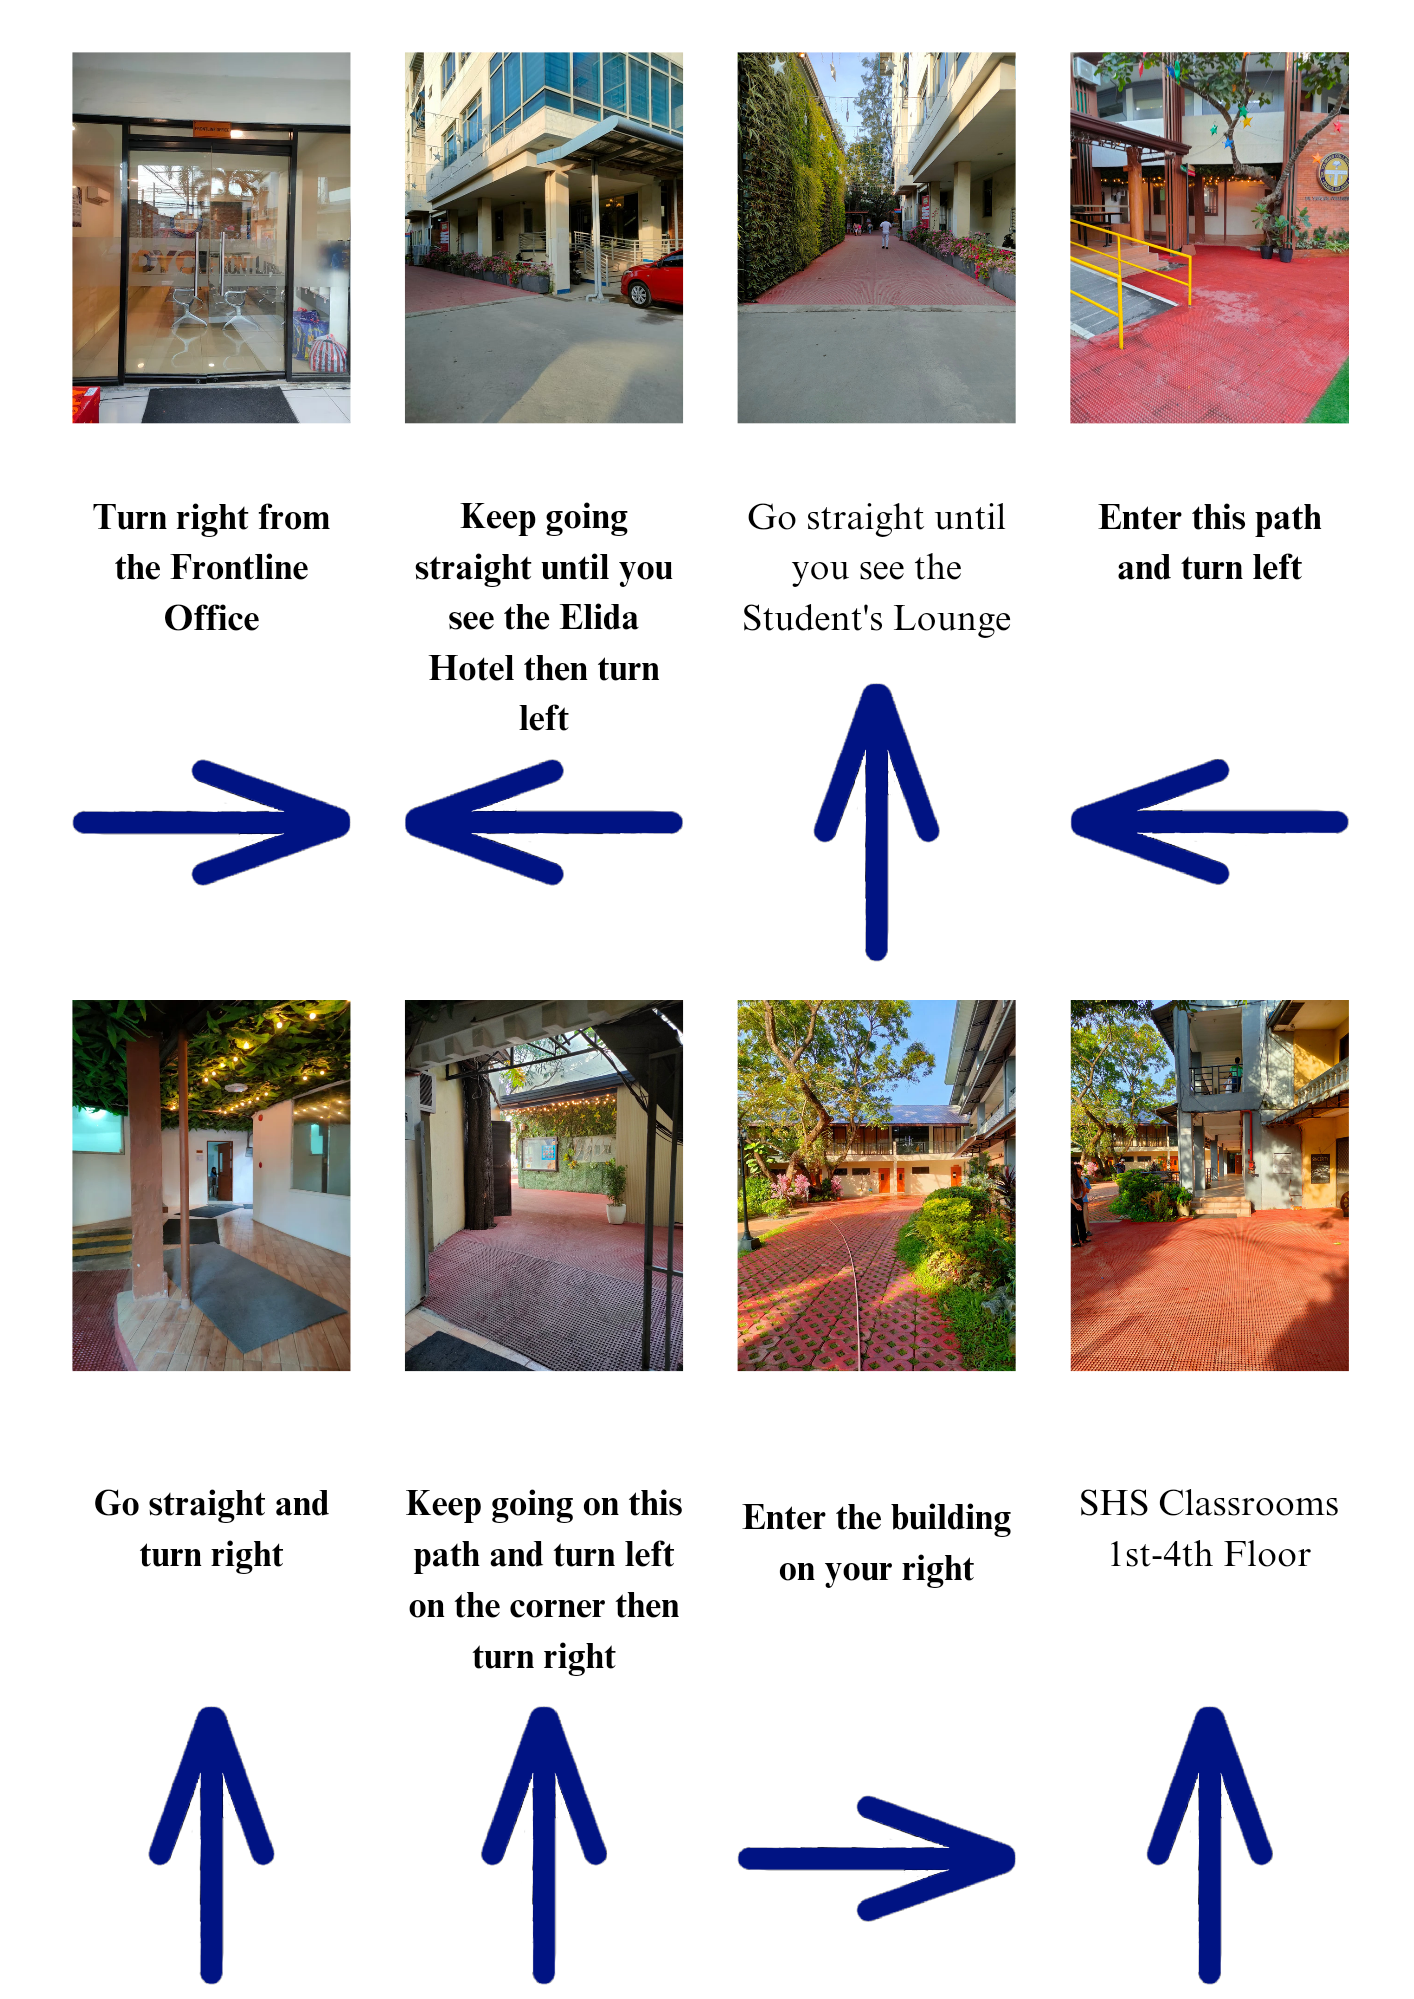 Turn right from
the Frontline
Office
Keep going
straight until you
see the Elida
Hotel then turn
left
Go straight until
you see the
Student's Lounge
Enter this path
and turn left
Go straight and
turn right
Keep going on this
path and turn left
on the corner then
turn right
Enter the building
on your right
SHS Classrooms
1st-4th Floor